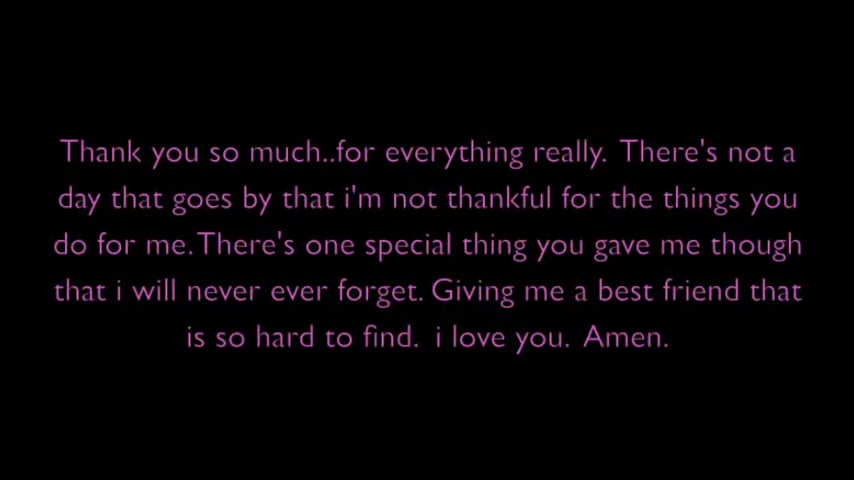 Thank you so much..for everything really. There's not a
day that goes by that i'm not thankful for the things you
do for me.There's one special thing you gave me though
that i will never ever forget. Giving me a best friend that
is so hard to find. i love you. Amen.